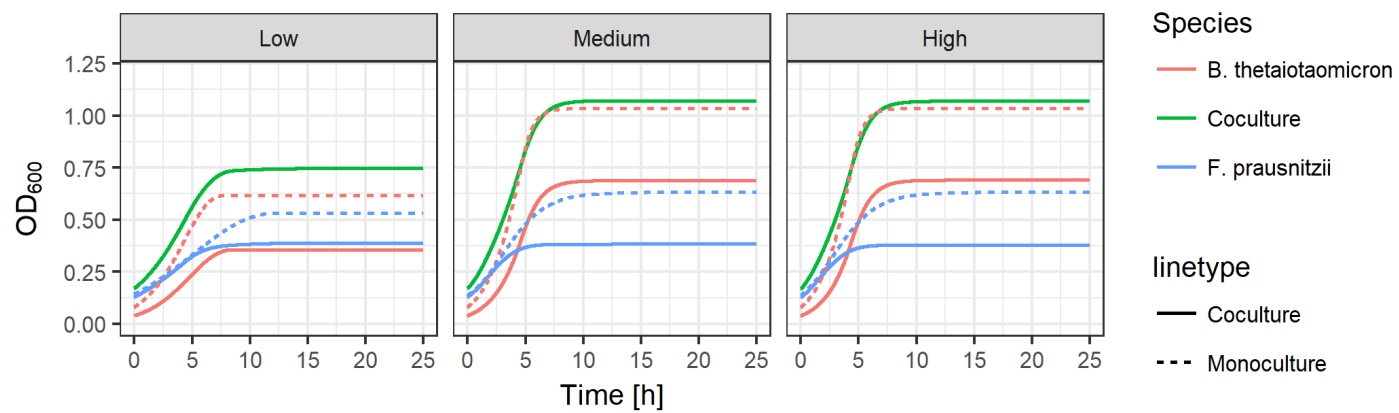 Low Medium High
OD600
1.25
1.00
0.75
0.50
0.25
0.00
0 5 10 15 20 25 0 5 10 15 20 25 0 5 10 15 20 25
Time [h]
Species
B. thetaiotaomicron
Coculture
F. prausnitzii
linetype
Coculture
Monoculture